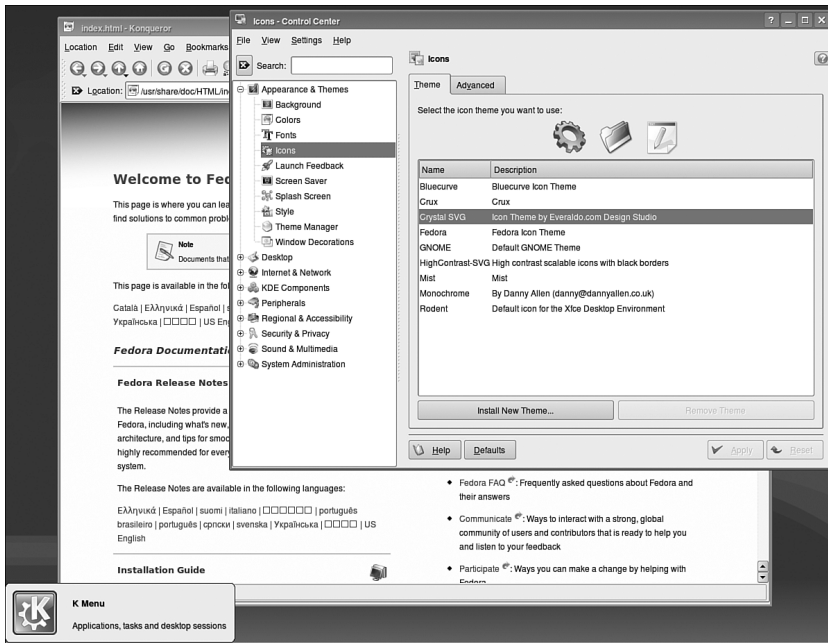 index.html - Konqueror
Location Edit View Go Bookmarks
Location: /usr/share/doc/HTML/in
Welcome to Fed
This page is where you can lea
find solutions to common probl
Note
Documents that
This page is available in the fol
Català | Ελληνικά | Español | s
Українська | □□□□ | US Eng
Fedora Documentati
Fedora Release Notes
The Release Notes provide a
Fedora, including what's new,
architecture, and tips for smoo
highly recommended for every
system.
The Release Notes are available in the following languages:
Ελληνικά | Español | suomi | italiano | □□□□□□ | português
brasileiro | português | српски | svenska | Українська | □□□□ | US
English
Installation Guide
Fedora FAQ : Frequently asked questions about Fedora and
their answers
Communicate : Ways to interact with a strong, global
community of users and contributors that is ready to help you
and listen to your feedback
Participate : Ways you can make a change by helping with
Fedora
Icons - Control Center
File View Settings Help
Search:
Appearance & Themes
Background
Colors
Fonts
Icons
Launch Feedback
Screen Saver
Splash Screen
Style
Theme Manager
Window Decorations
Desktop
Internet & Network
KDE Components
Peripherals
Regional & Accessibility
Security & Privacy
Sound & Multimedia
System Administration
Icons
Theme Advanced
Select the icon theme you want to use:
Name Description
Bluecurve Bluecurve Icon Theme
Crux Crux
Crystal SVG Icon Theme by Everaldo.com Design Studio
Fedora Fedora Icon Theme
GNOME Default GNOME Theme
HighContrast-SVG High contrast scalable icons with black borders
Mist Mist
Monochrome By Danny Allen (danny@dannyallen.co.uk)
Rodent Default icon for the Xfce Desktop Environment
Install New Theme... Remove Theme
Help Defaults Apply Reset
K Menu
Applications, tasks and desktop sessions